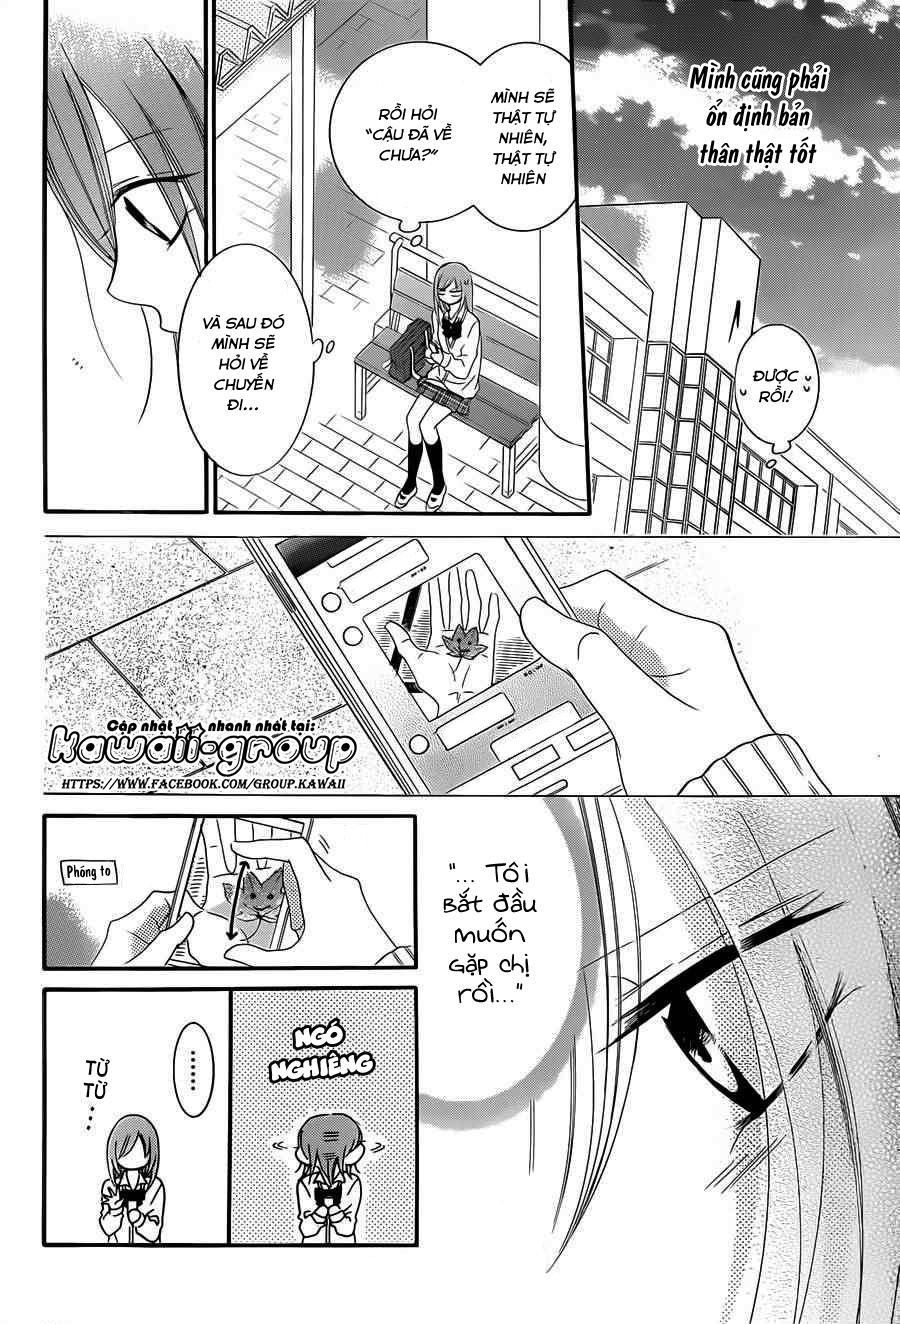 Mình cũng phải
ổn định bản
thân thật tốt
ĐƯỢC
RỒI!
MÌNH SẼ
THẬT TỰ
NHIÊN,
THẬT TỰ
NHIÊN
RỒI HỎI
"CẬU ĐÃ VỀ
CHƯA?"
VÀ SAU ĐÓ
MÌNH SẼ
HỎI VỀ
CHUYẾN
ĐI...
Cập nhật nhanh nhất tại:
kawaii-group
HTTPS://WWW.FACEBOOK.COM/GROUP.KAWAII
"... Tôi
bắt đầu
muốn
gặp chị
rồi..."
Phóng to
NGÓ
NGHIÊNG
......
TỪ
TỪ
...